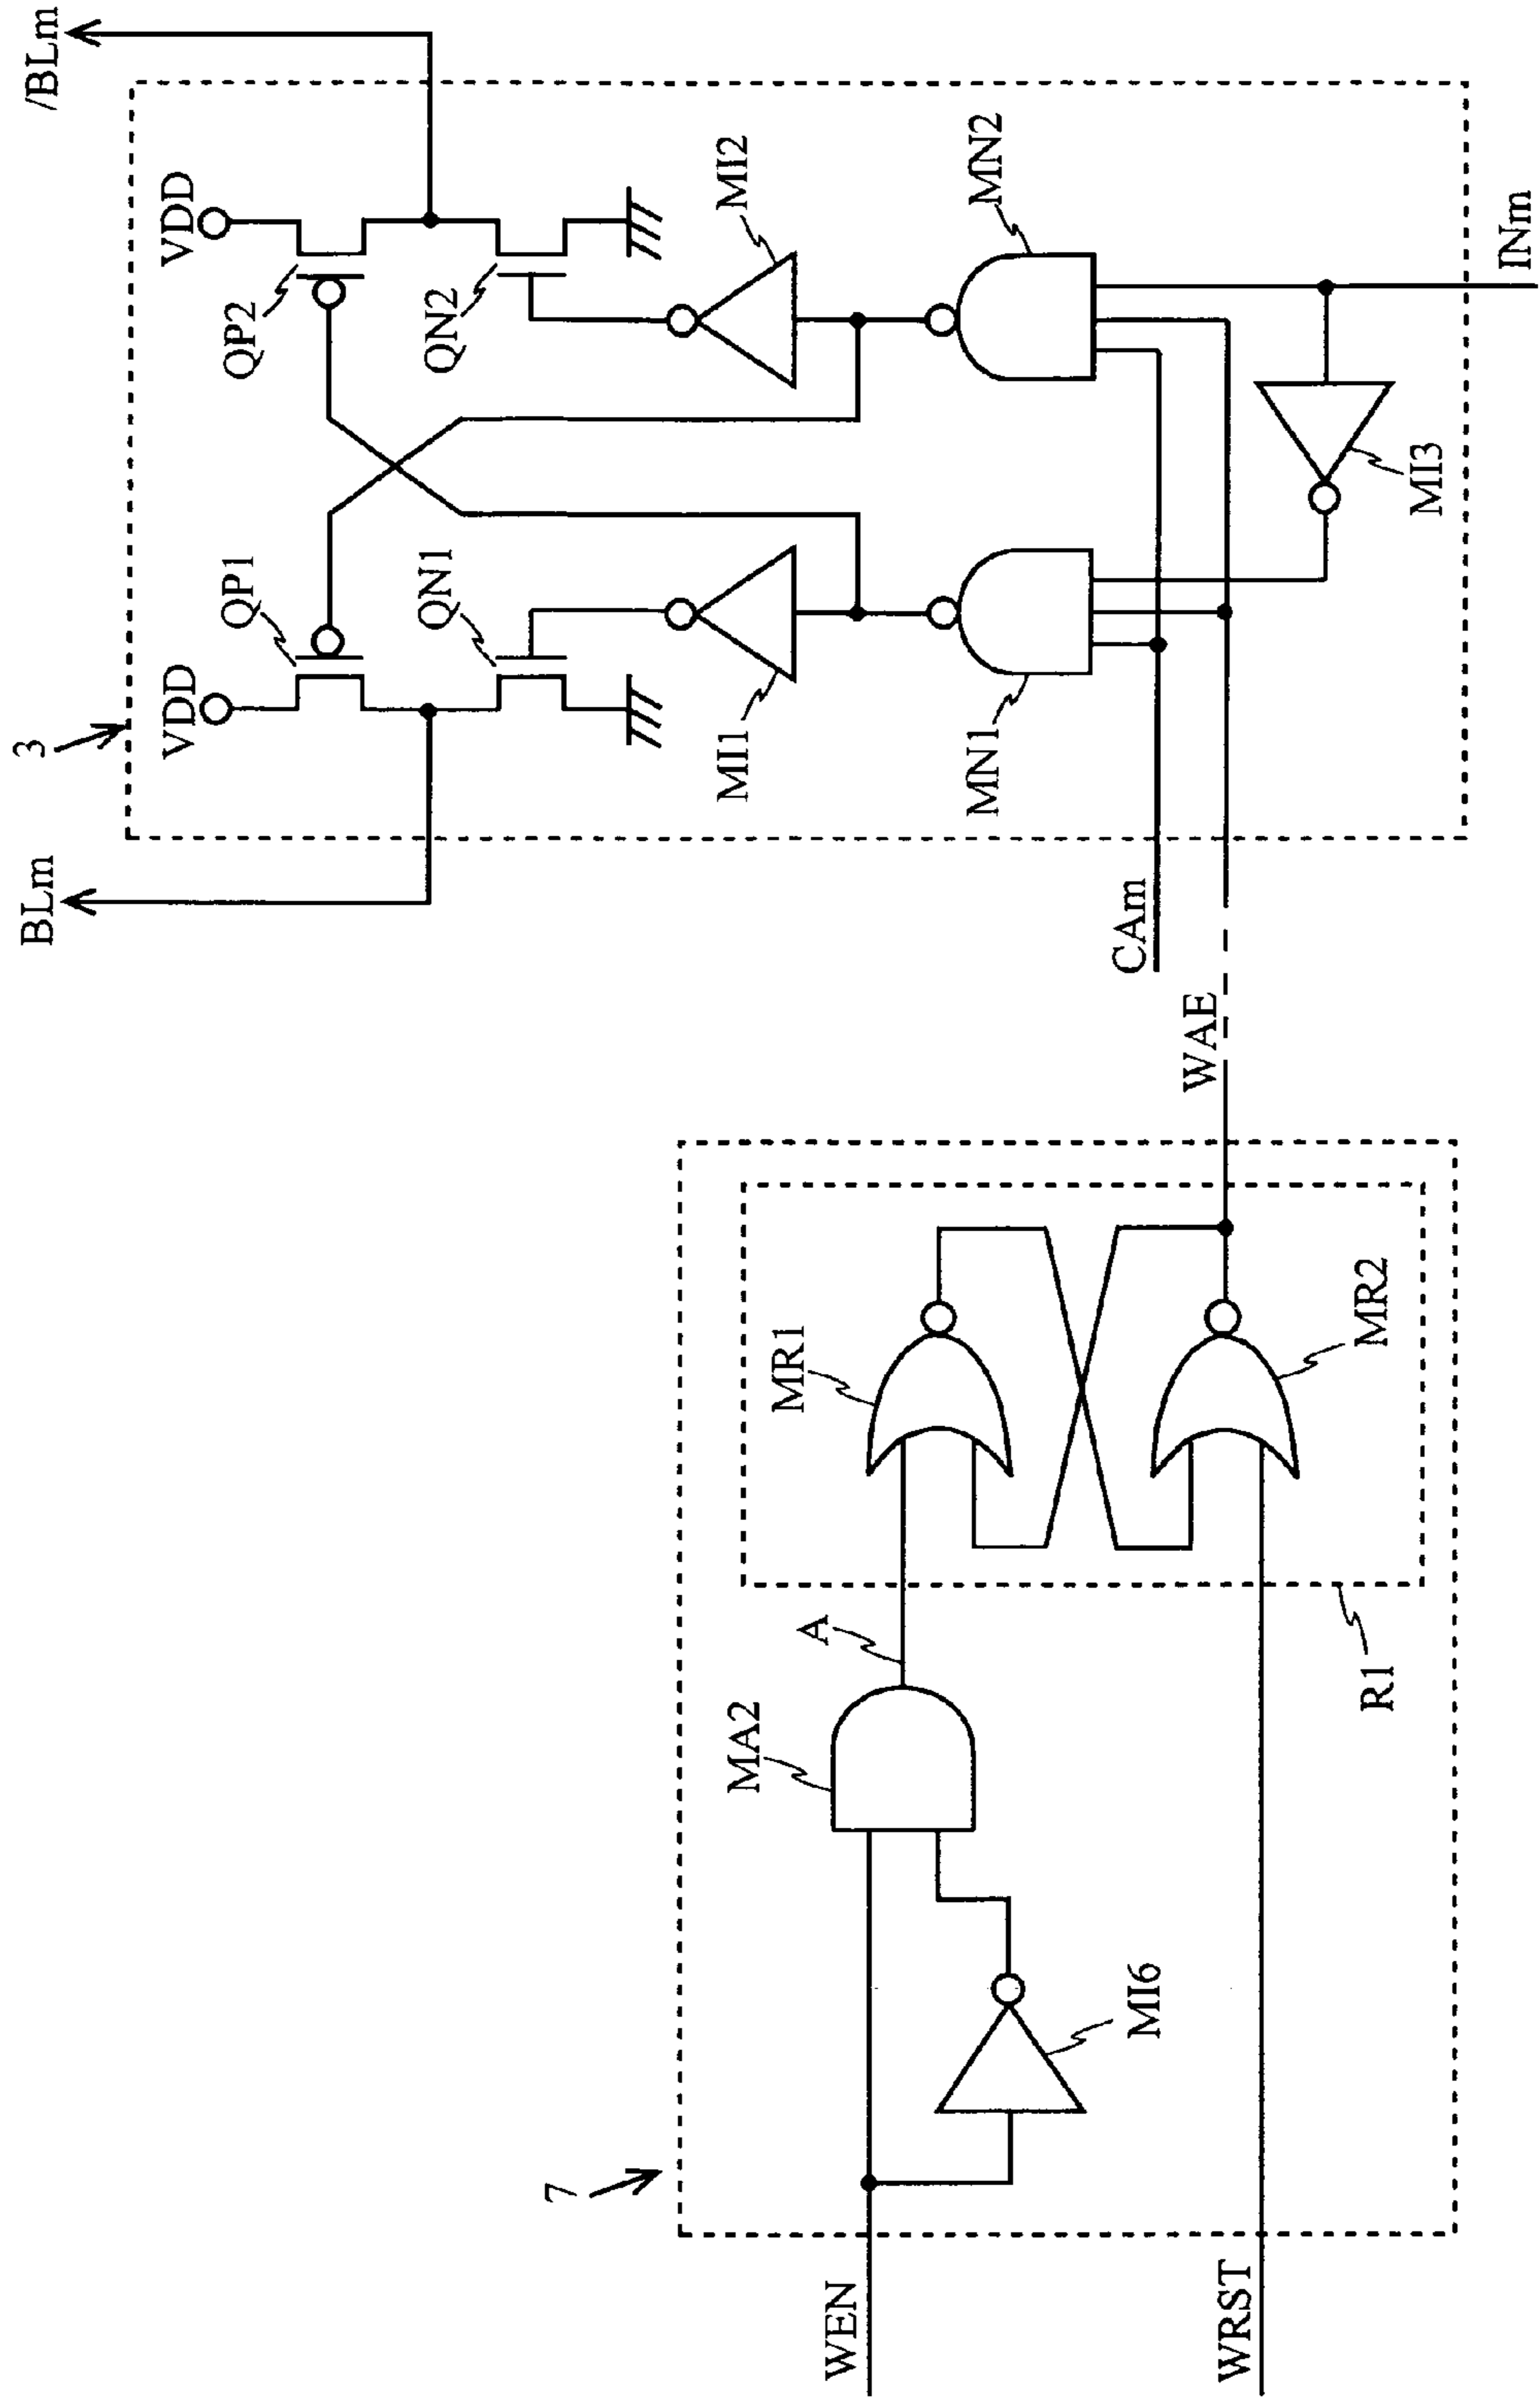 3
BLm
/BLm
VDD
VDD
QP1
QP2
QN1
QN2
MI1
MI2
MN1
MN2
CAm
MI3
INm
WAE
7
MR1
MA2
A
WEN
MI6
MR2
R1
WRST